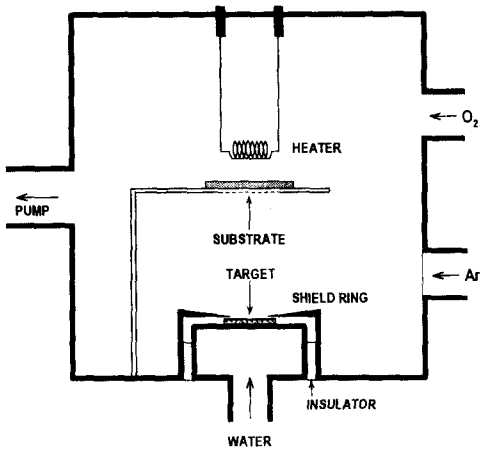 O2
HEATER
PUMP
SUBSTRATE
TARGET
Ar
SHIELD RING
INSULATOR
WATER